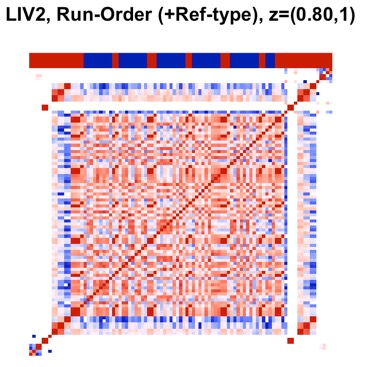 LIV2, Run-Order (+Ref-type), z=(0.80,1)